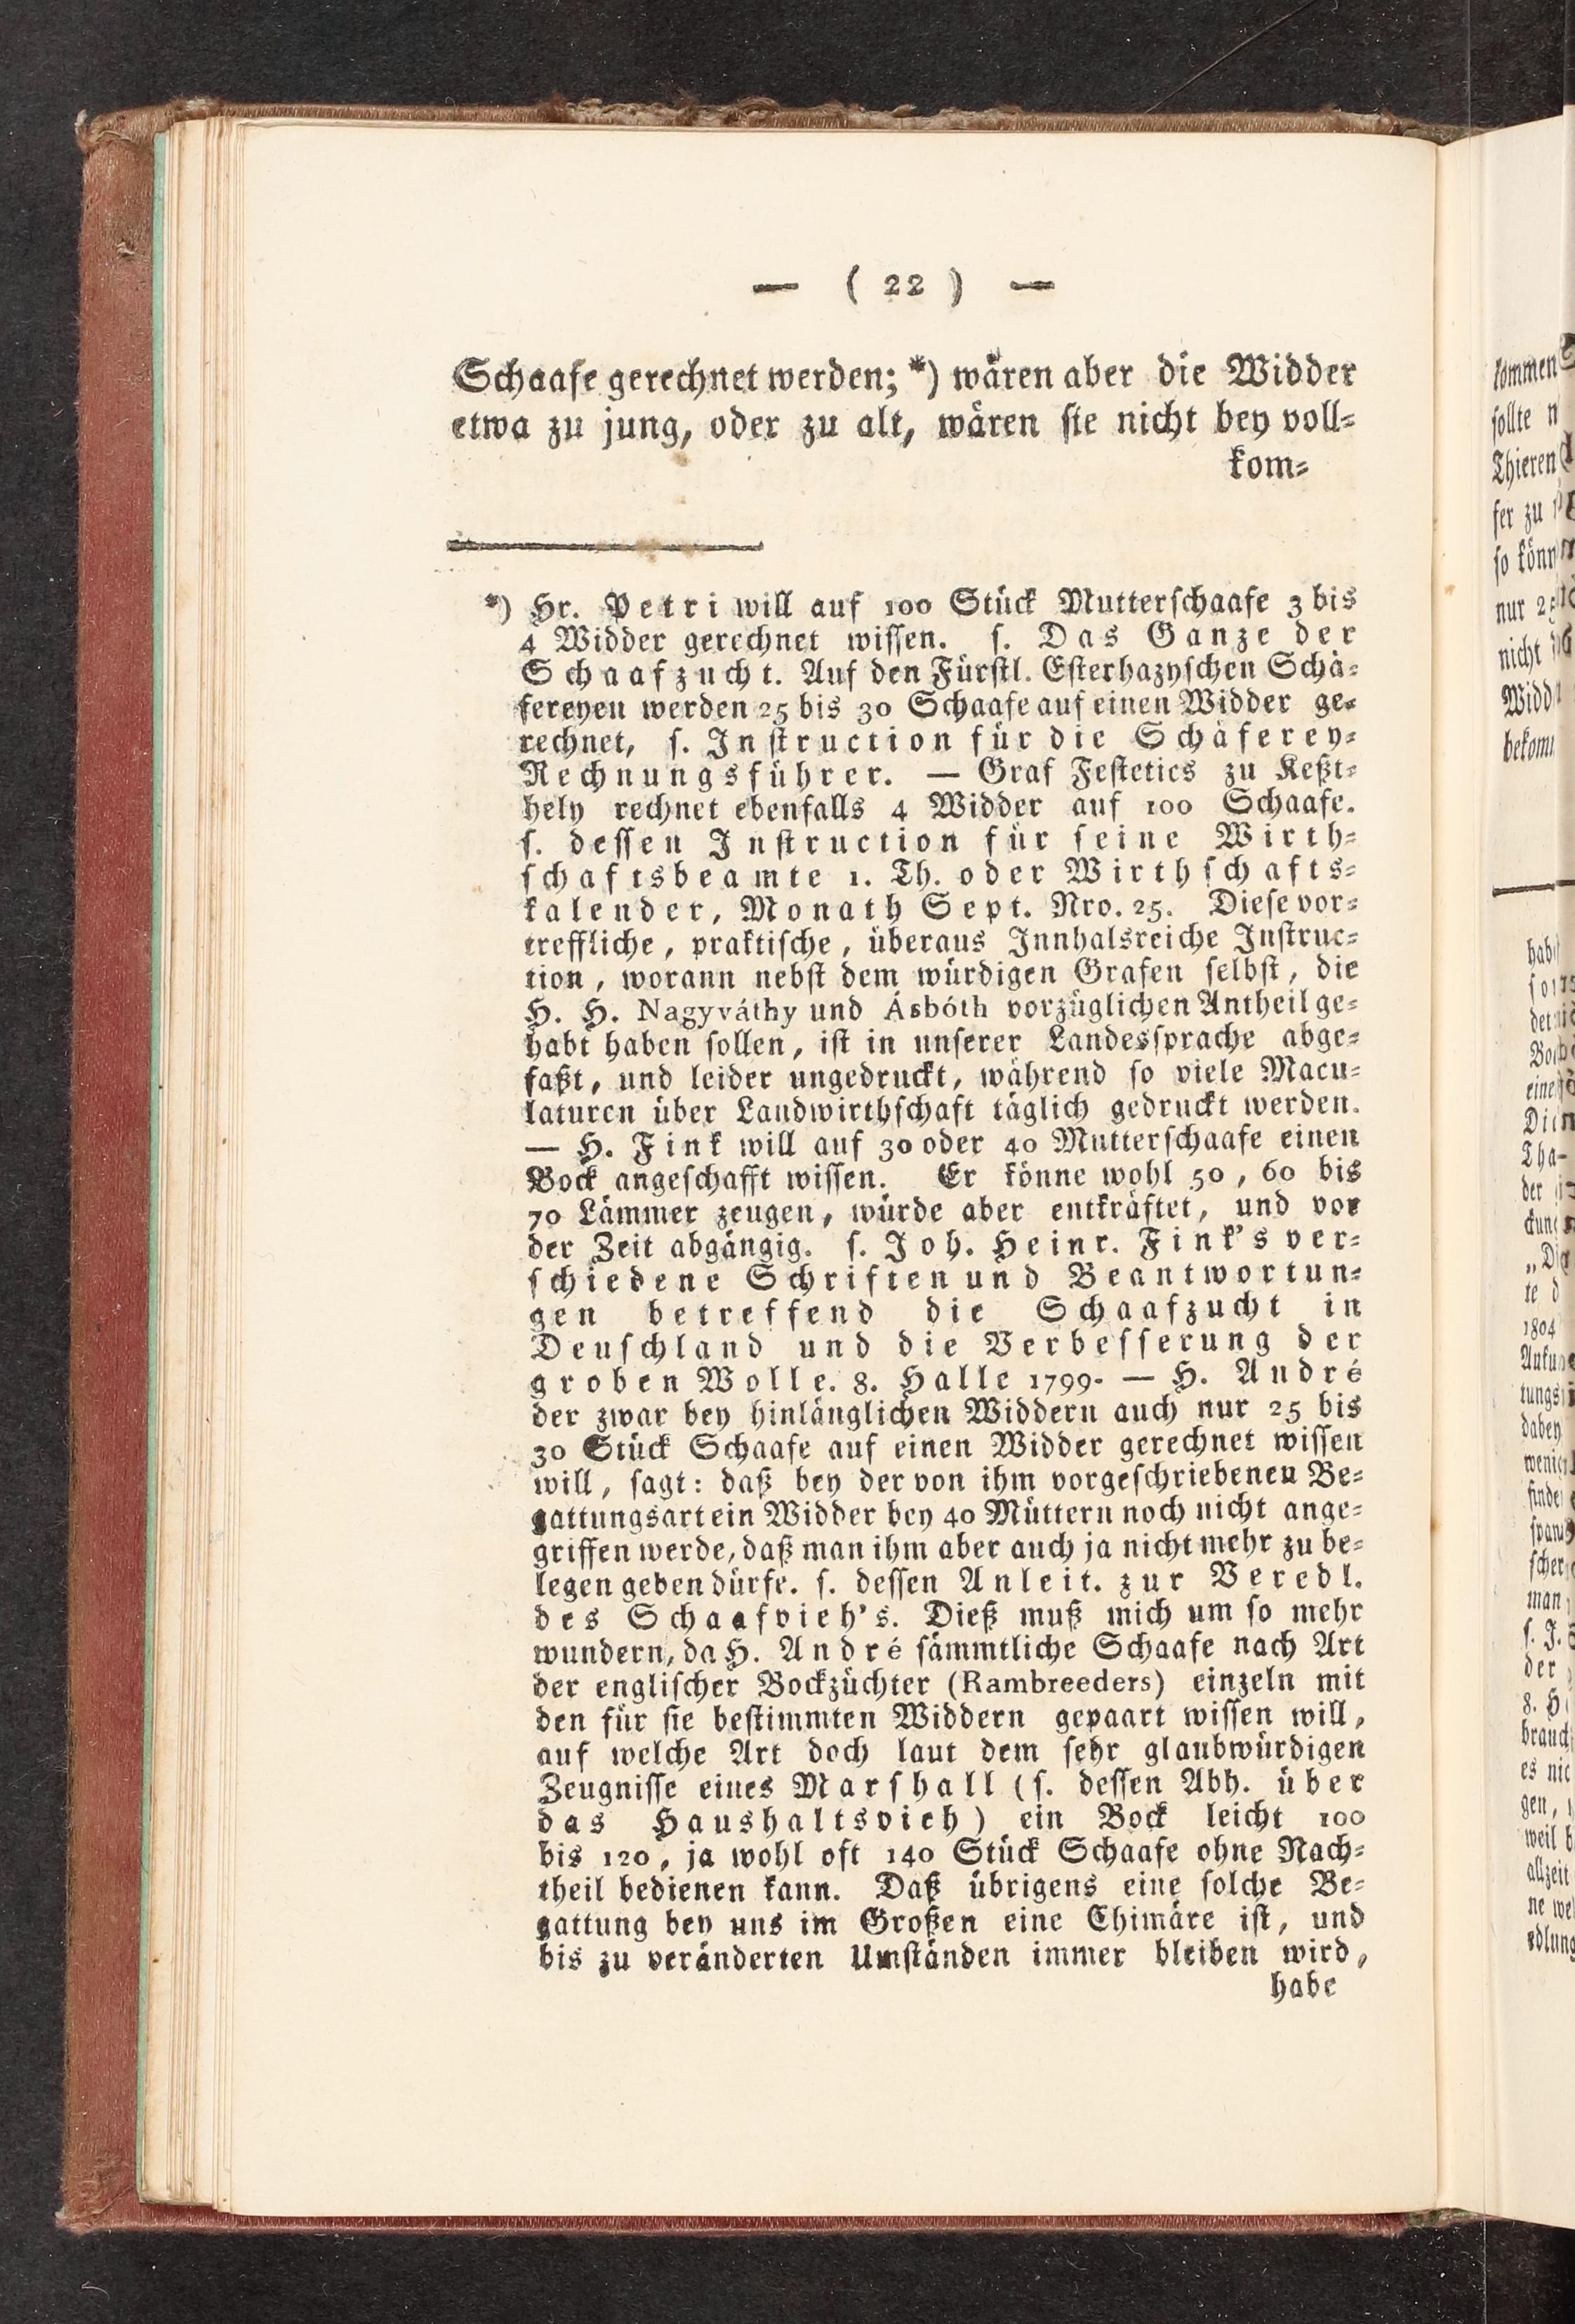 — ( 22 ) —
Schaafe gerechnet werden; *) wären aber die Widder
etwa zu jung, oder zu alt, wären sie nicht bey voll-
kom-
*) Hr. Petri will auf 100 Stück Mutterschaafe 3 bis
4 Widder gerechnet wissen. s. Das Ganze der
Schaafzucht. Auf den Fürstl. Esterhazyschen Schä-
fereyen werden 25 bis 30 Schaafe auf einen Widder ge-
rechnet, s. Instruction für die Schäferey-
Rechnungsführer. — Graf Festetics zu Keßt-
hely rechnet ebenfalls 4 Widder auf 100 Schaafe.
s. dessen Instruction für seine Wirth-
schaftsbeamte 1. Th. oder Wirthschafts-
kalender, Monath Sept. Nro. 25. Diese vor-
treffliche, praktische, überaus Innhalsreiche Instruc-
tion, worann nebst dem würdigen Grafen selbst, die
H. H. Nagyváthy und Ásbóth vorzüglichen Antheil ge-
habt haben sollen, ist in unserer Landessprache abge-
faßt, und leider ungedruckt, während so viele Macu-
laturen über Landwirthschaft täglich gedruckt werden.
— H. Fink will auf 30 oder 40 Mutterschaafe einen
Bock angeschafft wissen. Er könne wohl 50, 60 bis
70 Lämmer zeugen, würde aber entkräftet, und vor
der Zeit abgängig. s. Joh. Heinr. Fink's ver-
schiedene Schriften und Beantwortun-
gen betreffend die Schaafzucht in
Deuschland und die Verbesserung der
groben Wolle. 8. Halle 1799. — H. André
der zwar bey hinlänglichen Widdern auch nur 25 bis
30 Stück Schaafe auf einen Widder gerechnet wissen
will, sagt: daß bey der von ihm vorgeschriebenen Be-
gattungsart ein Widder bey 40 Müttern noch nicht ange-
griffen werde, daß man ihm aber auch ja nicht mehr zu be-
legen geben dürfe. s. dessen Anleit. zur Veredl.
des Schaafvieh's. Dieß muß mich um so mehr
wundern, da H. André sämmtliche Schaafe nach Art
der englischer Bockzüchter (Rambreeders) einzeln mit
den für sie bestimmten Widdern gepaart wissen will,
auf welche Art doch laut dem sehr glaubwürdigen
Zeugnisse eines Marshall (s. dessen Abh. über
das Haushaltsvieh) ein Bock leicht 100
bis 120, ja wohl oft 140 Stück Schaafe ohne Nach-
theil bedienen kann. Daß übrigens eine solche Be-
gattung bey uns im Großen eine Chimäre ist, und
bis zu veränderten Umständen immer bleiben wird,
habe